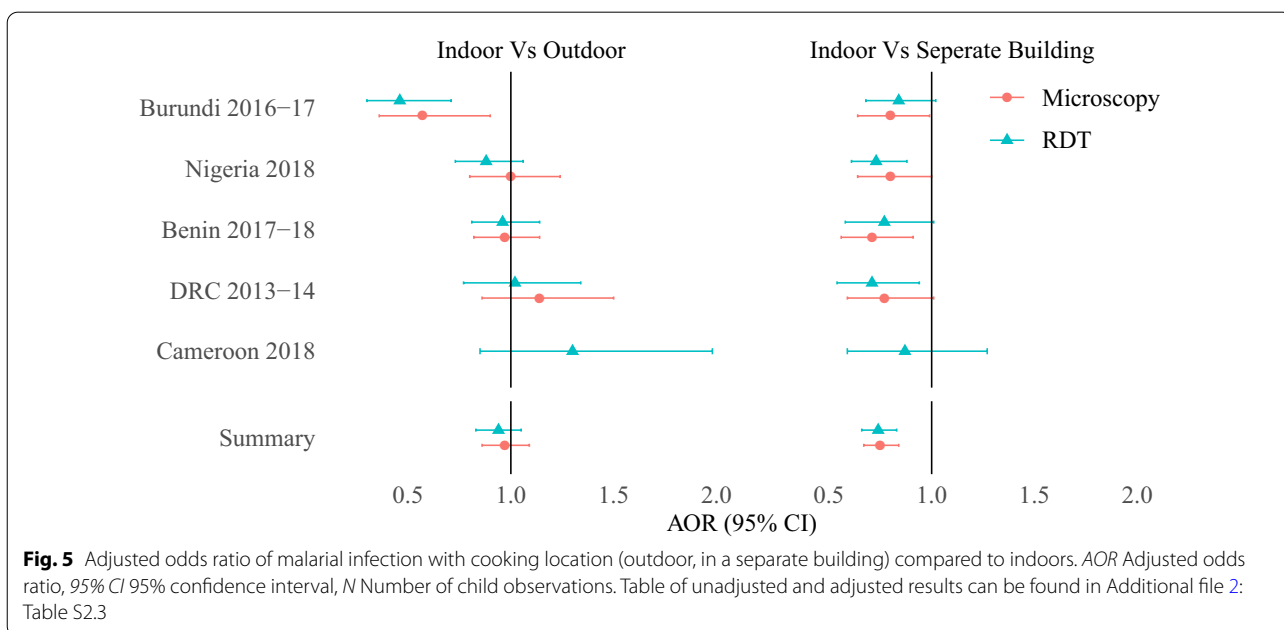 Indoor Vs Outdoor
Indoor Vs Seperate Building
Microscopy
RDT
Burundi 2016−17
Nigeria 2018
Benin 2017−18
DRC 2013−14
Cameroon 2018
Summary
0.5 1.0 1.5 2.0 0.5 1.0 1.5 2.0
AOR (95% CI)
Fig. 5 Adjusted odds ratio of malarial infection with cooking location (outdoor, in a separate building) compared to indoors. AOR Adjusted odds
ratio, 95% CI 95% confidence interval, N Number of child observations. Table of unadjusted and adjusted results can be found in Additional file 2:
Table S2.3